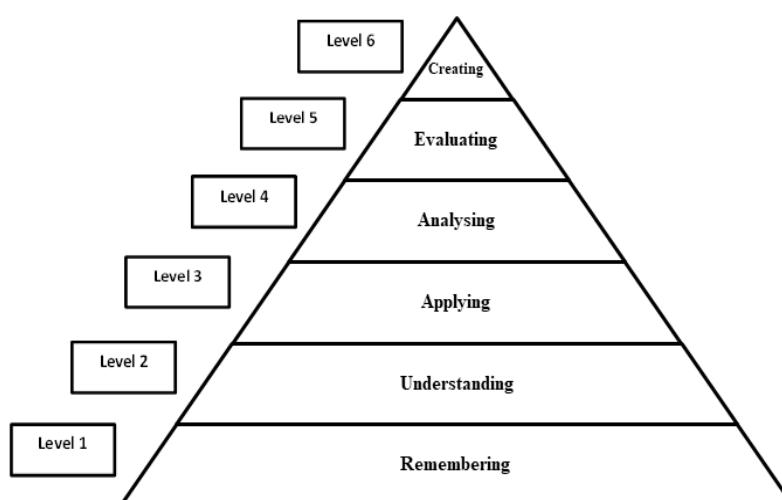 Level 6
Creating
Level 5
Evaluating
Level 4
Analysing
Level 3
Applying
Level 2
Understanding
Level 1
Remembering